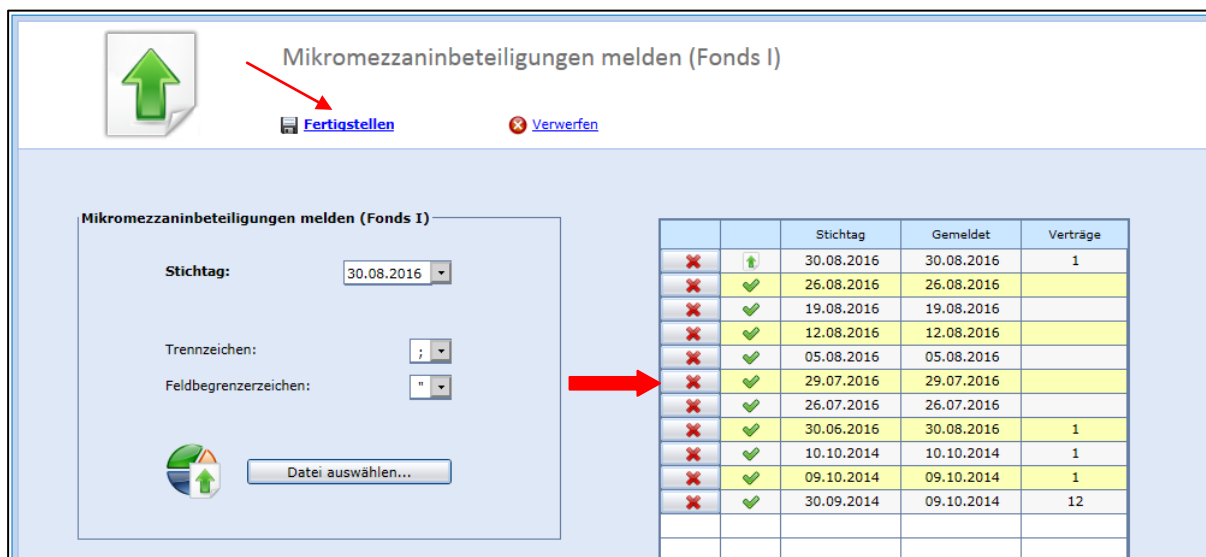 Mikromezzaninbeteiligungen melden (Fonds I)
Fertigstellen Verwerfen
Mikromezzaninbeteiligungen melden (Fonds I)
Stichtag: 30.08.2016
Trennzeichen: ;
Feldbegrenzerzeichen: "
Datei auswählen...
Stichtag Gemeldet Verträge
30.08.2016 30.08.2016 1
26.08.2016 26.08.2016
19.08.2016 19.08.2016
12.08.2016 12.08.2016
05.08.2016 05.08.2016
29.07.2016 29.07.2016
26.07.2016 26.07.2016
30.06.2016 30.08.2016 1
10.10.2014 10.10.2014 1
09.10.2014 09.10.2014 1
30.09.2014 09.10.2014 12